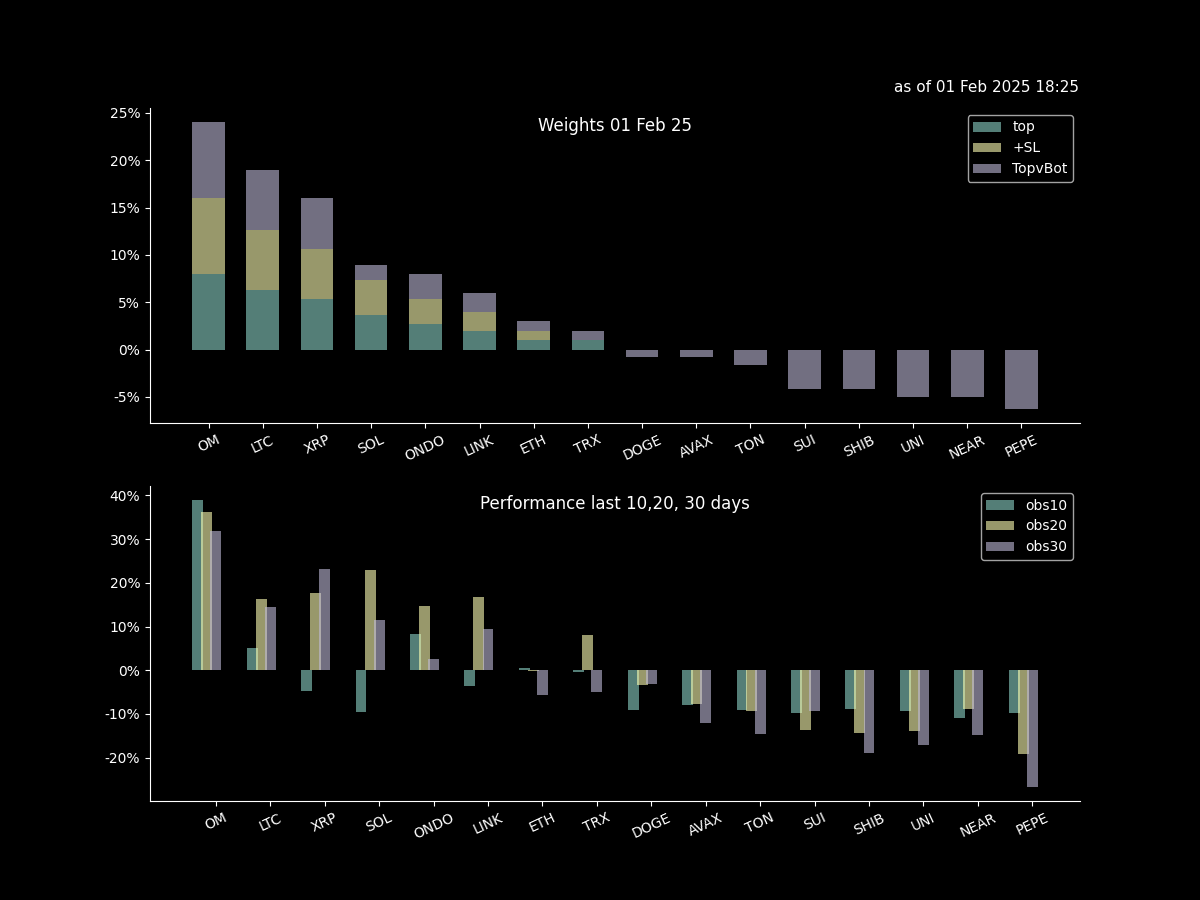 as of 01 Feb 2025 18:25
Weights 01 Feb 25
top
+SL
TopvBot
25%
20%
15%
10%
5%
0%
-5%
OM LTC XRP SOL ONDO LINK ETH TRX DOGE AVAX TON SUI SHIB UNI NEAR PEPE
Performance last 10,20, 30 days
obs10
obs20
obs30
40%
30%
20%
10%
0%
-10%
-20%
OM LTC XRP SOL ONDO LINK ETH TRX DOGE AVAX TON SUI SHIB UNI NEAR PEPE